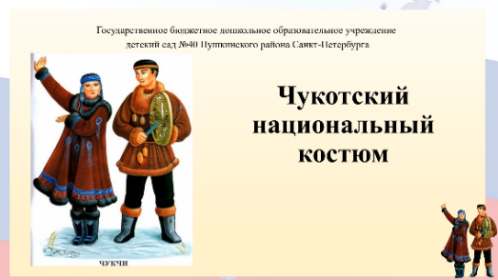 Государственное бюджетное дошкольное образовательное учреждение
детский сад №40 Пушкинского района Санкт-Петербурга
Чукотский
национальный
костюм
ЧУКЧИ